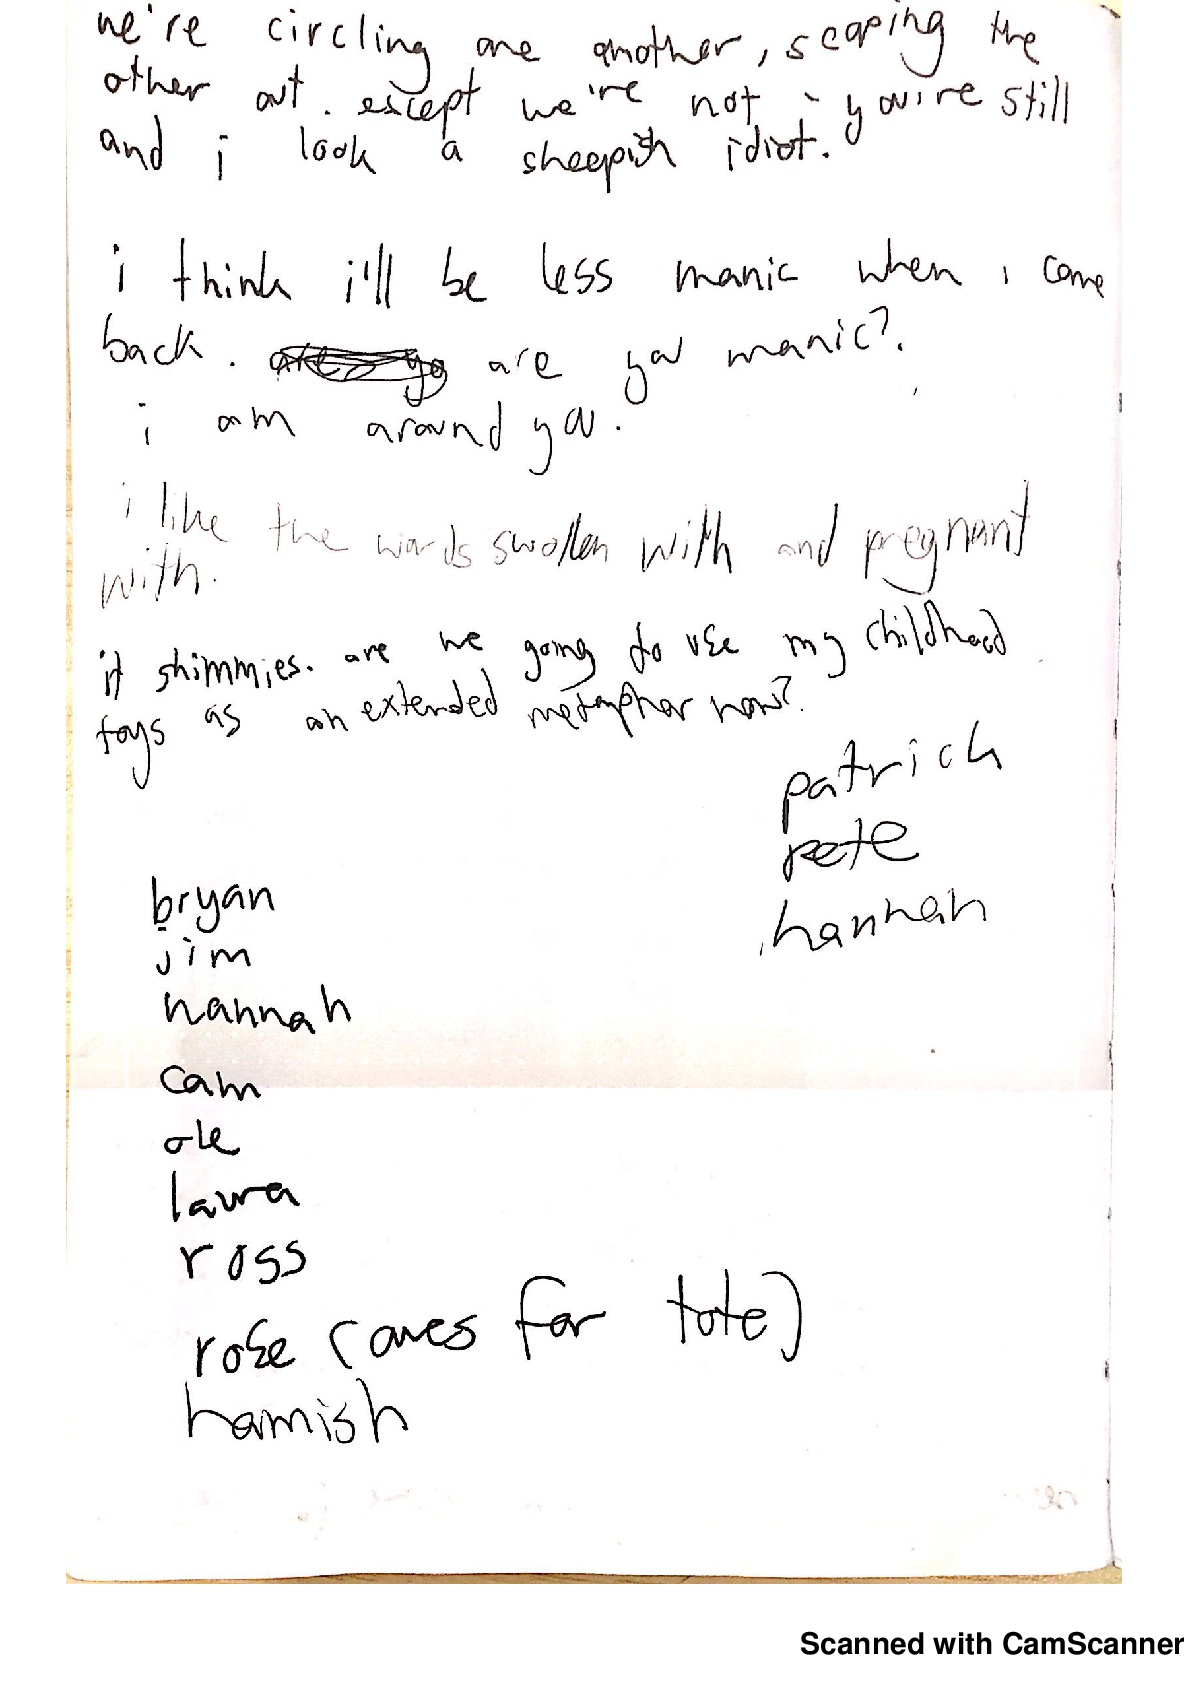 we're circling one another, scoping the
other out. except we're not - you're still
and i look a sheepish idiot.
i think i'll be less manic when i come
back. are you manic?.
i am around you.
i like the words swollen with and pregnant
with.
it shimmies. are we going to use my childhood
toys as an extended metaphor now?
patrick
pete
hannah
bryan
jim
hannah
cam
ole
laura
ross
rose (owes for tote)
hamish
Scanned with CamScanner